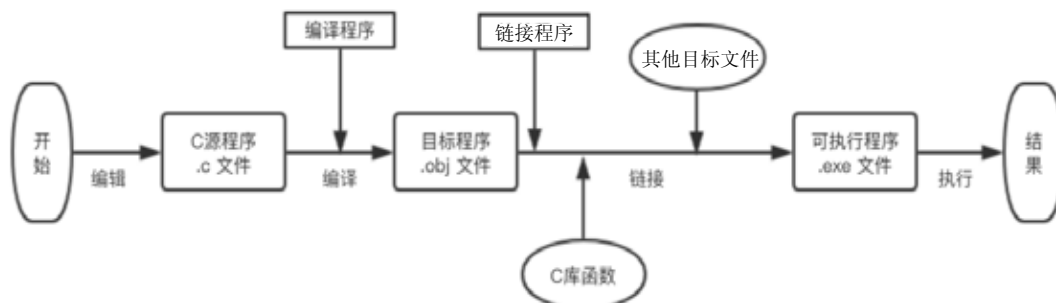 编译程序
链接程序
其他目标文件
开
始
编辑
C源程序
.c 文件
编译
目标程序
.obj 文件
链接
可执行程序
.exe 文件
执行
结
果
C库函数